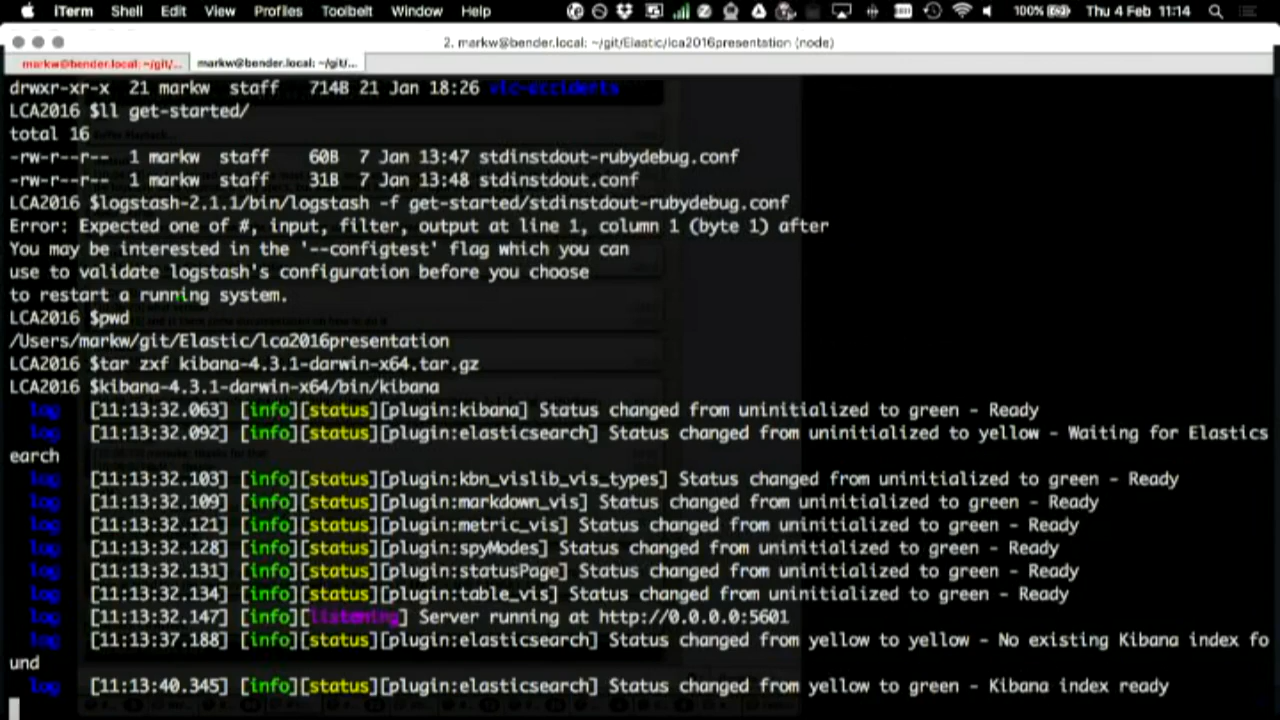 iTerm Shell Edit View Profiles Toolbelt Window Help 100% Thu 4 Feb 11:14
2. markw@bender.local: ~/git/Elastic/lca2016presentation (node)
markw@bender.local: ~/git/... markw@bender.local: ~/git/...
drwxr-xr-x 21 markw staff 714B 21 Jan 18:26
LCA2016 $ll get-started/
total 16
-rw-r--r-- 1 markw staff 60B 7 Jan 13:47 stdinstdout-rubydebug.conf
-rw-r--r-- 1 markw staff 31B 7 Jan 13:48 stdinstdout.conf
LCA2016 $logstash-2.1.1/bin/logstash -f get-started/stdinstdout-rubydebug.conf
Error: Expected one of #, input, filter, output at line 1, column 1 (byte 1) after
You may be interested in the '--configtest' flag which you can
use to validate logstash's configuration before you choose
to restart a running system.
LCA2016 $pwd
/Users/markw/git/Elastic/lca2016presentation
LCA2016 $tar zxf kibana-4.3.1-darwin-x64.tar.gz
LCA2016 $kibana-4.3.1-darwin-x64/bin/kibana
log [11:13:32.063] [info][status][plugin:kibana] Status changed from uninitialized to green - Ready
log [11:13:32.092] [info][status][plugin:elasticsearch] Status changed from uninitialized to yellow - Waiting for Elastics
earch
log [11:13:32.103] [info][status][plugin:kbn_vislib_vis_types] Status changed from uninitialized to green - Ready
log [11:13:32.109] [info][status][plugin:markdown_vis] Status changed from uninitialized to green - Ready
log [11:13:32.121] [info][status][plugin:metric_vis] Status changed from uninitialized to green - Ready
log [11:13:32.128] [info][status][plugin:spyModes] Status changed from uninitialized to green - Ready
log [11:13:32.131] [info][status][plugin:statusPage] Status changed from uninitialized to green - Ready
log [11:13:32.134] [info][status][plugin:table_vis] Status changed from uninitialized to green - Ready
log [11:13:32.147] [info][listening] Server running at http://0.0.0.0:5601
log [11:13:37.188] [info][status][plugin:elasticsearch] Status changed from yellow to yellow - No existing Kibana index fo
und
log [11:13:40.345] [info][status][plugin:elasticsearch] Status changed from yellow to green - Kibana index ready